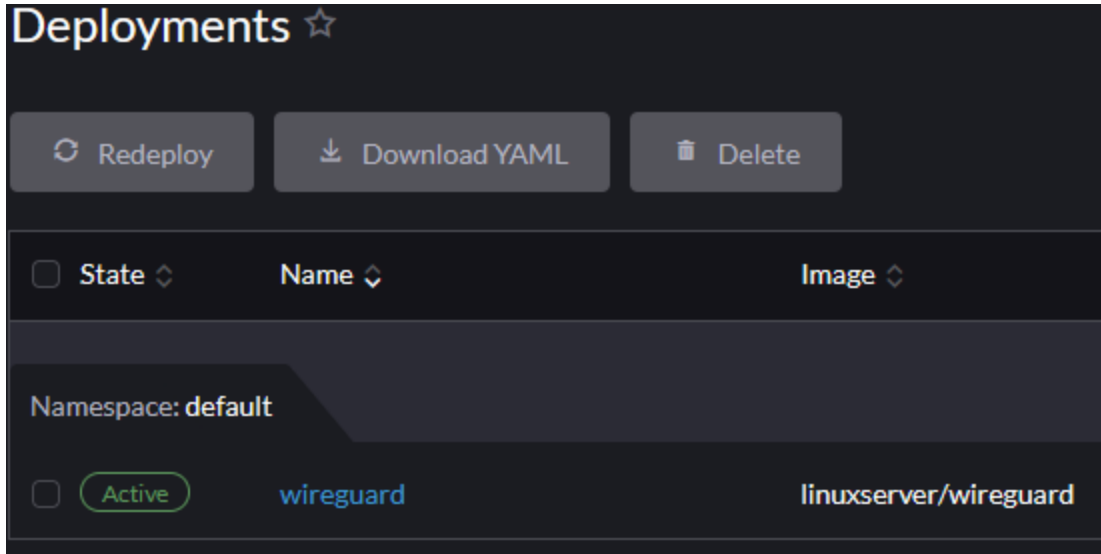 Deployments
Redeploy Download YAML Delete
State Name Image
Namespace: default
Active wireguard linuxserver/wireguard